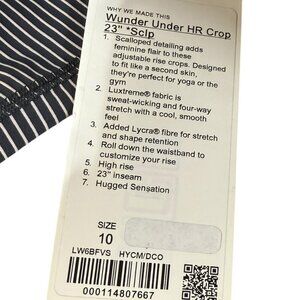 WHY WE MADE THIS
Wunder Under HR Crop
23" *Sclp
1. Scalloped detailing adds
feminine flair to these
adjustable rise crops. Designed
to fit like a second skin,
they're perfect for yoga or the
gym
2. Luxtreme® fabric is
sweat-wicking and four-way
stretch with a cool, smooth
feel
3. Added Lycra® fibre for stretch
and shape retention
4. Roll down the waistband to
customize your rise
5. High rise
6. 23" inseam
7. Hugged Sensation
SIZE
10
LW6BFVS HYCM/DCO
000114807667